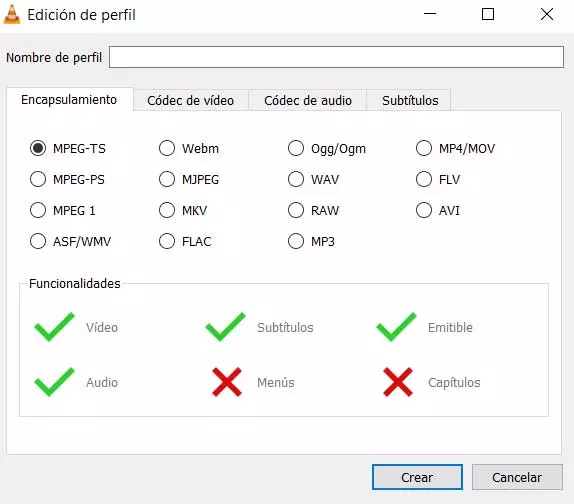 Edición de perfil
Nombre de perfil
Encapsulamiento Códec de vídeo Códec de audio Subtítulos
MPEG-TS Webm Ogg/Ogm MP4/MOV
MPEG-PS MJPEG WAV FLV
MPEG 1 MKV RAW AVI
ASF/WMV FLAC MP3
Funcionalidades
Vídeo Subtítulos Emitible
Audio Menús Capítulos
Crear Cancelar